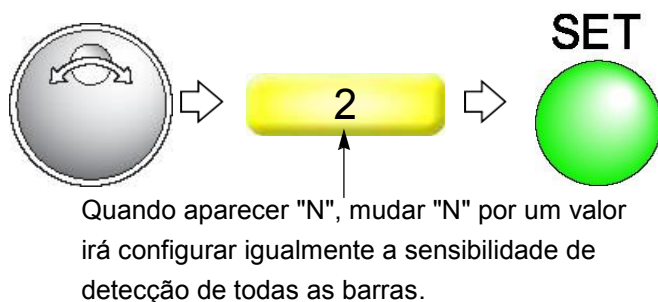 SET
2
Quando aparecer "N", mudar "N" por um valor
irá configurar igualmente a sensibilidade de
detecção de todas as barras.